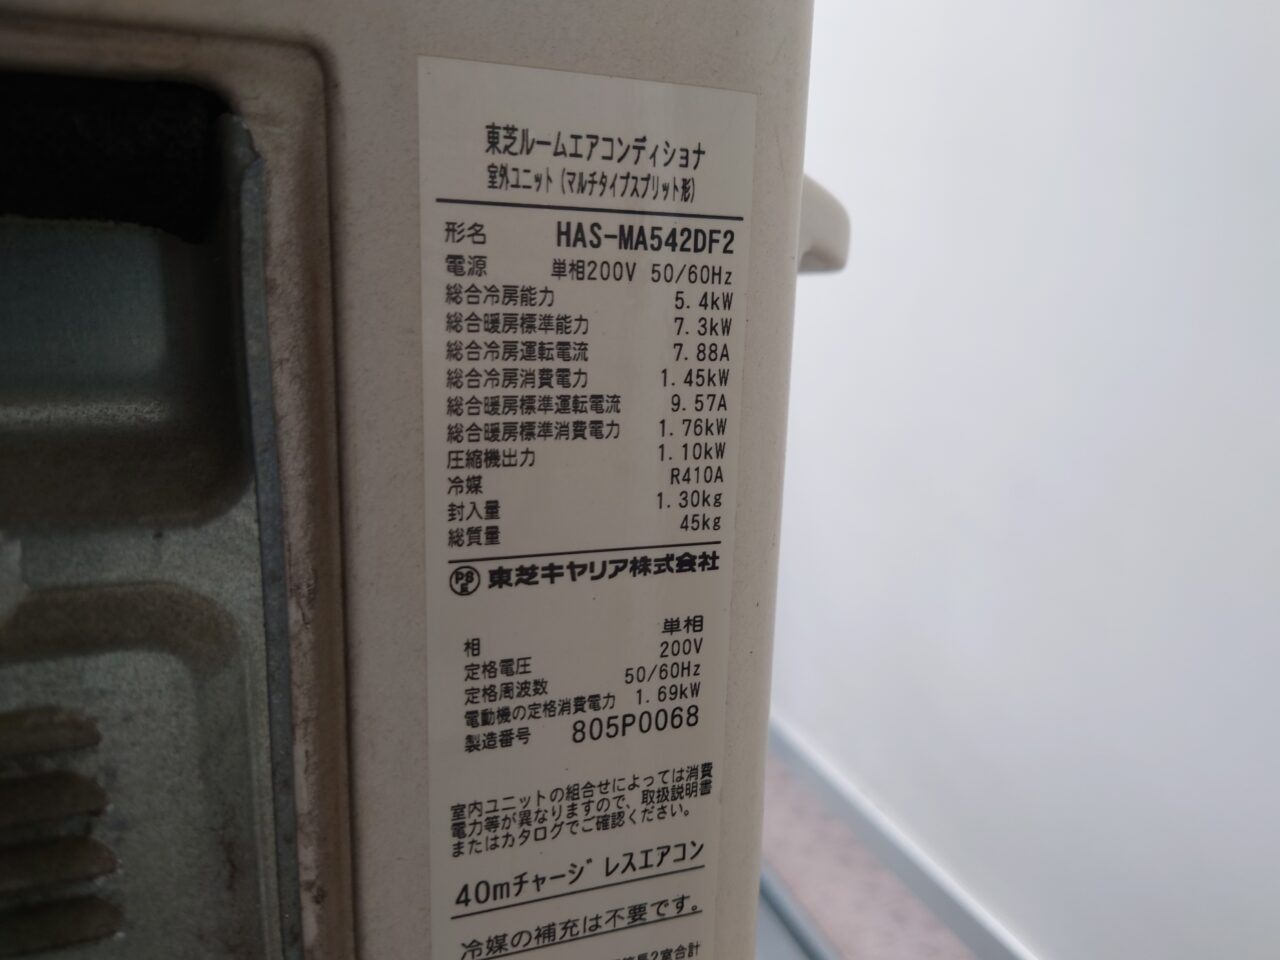 東芝ルームエアコンディショナ
室外ユニット(マルチタイプスプリット形)
形名 HAS-MA542DF2
電源 単相200V 50/60Hz
総合冷房能力 5.4kW
総合暖房標準能力 7.3kW
総合冷房運転電流 7.88A
総合冷房消費電力 1.45kW
総合暖房標準運転電流 9.57A
総合暖房標準消費電力 1.76kW
圧縮機出力 1.10kW
冷媒 R410A
封入量 1.30kg
総質量 45kg
PS
E 東芝キヤリア株式会社
相 単相
定格電圧 200V
定格周波数 50/60Hz
電動機の定格消費電力 1.69kW
製造番号 805P0068
室内ユニットの組合せによっては消費
電力等が異なりますので、取扱説明書
またはカタログでご確認ください。
40mチャージレスエアコン
冷媒の補充は不要です。
2室合計